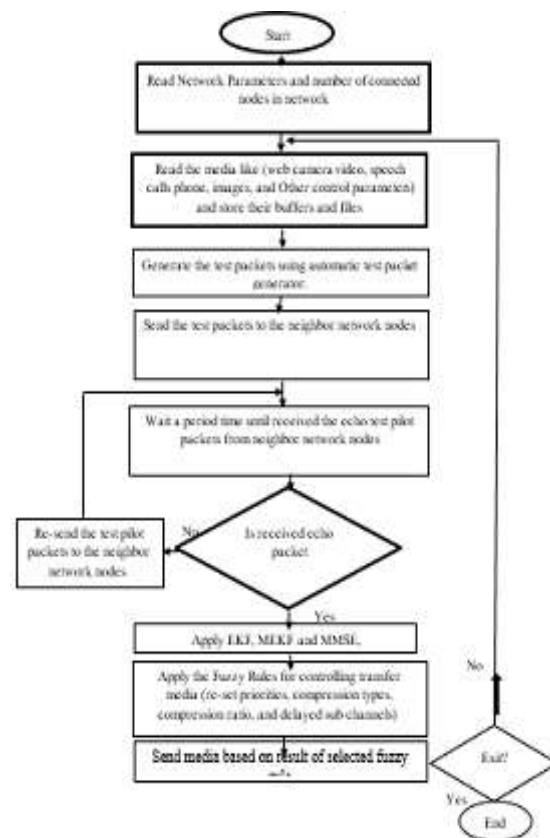 Start
Read Network Parameters and number of connected
nodes in network
Read the media like (web camera video, speech
calls phone, images, and Other control parameters)
and store their buffers and files
Generate the test packets using automatic test packet
generator.
Send the test packets to the neighbor network nodes
Wait a period time until received the echo test pilot
packets from neighbor network nodes
Is received echo
packet
No
Re-send the test pilot
packets to the neighbor
network nodes
Yes
Apply EKF, MEKF and MMSE.
Apply the Fuzzy Rules for controlling transfer
media (re-set priorities, compression types,
compression ratio, and delayed sub channels)
Send media based on result of selected fuzzy
No
Exit?
Yes
End